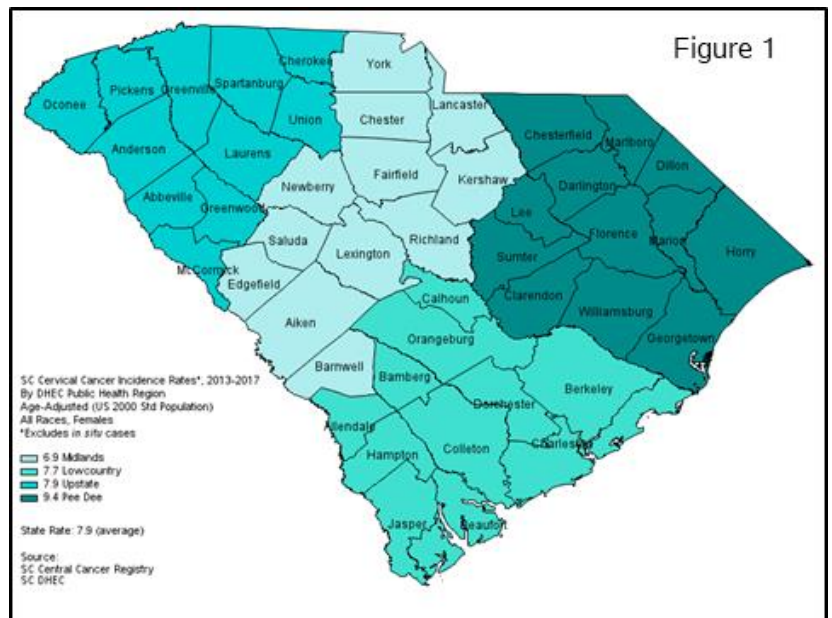 Figure 1
York
Cherokee
Spartanburg
Greenville
Pickens
Oconee
Lancaster
Chester
Union
Chesterfield
Marlboro
Anderson
Laurens
Dillon
Fairfield
Kershaw
Newberry
Darlington
Abbeville
Greenwood
Lee
Florence
Marion
Horry
Saluda
Richland
Lexington
Sumter
McCormick
Edgefield
Clarendon
Calhoun
Williamsburg
Aiken
Orangeburg
Georgetown
Barnwell
Bamberg
Berkeley
Dorchester
Allendale
Charleston
Colleton
Hampton
Jasper
Beaufort
SC Cervical Cancer Incidence Rates*, 2013-2017
By DHEC Public Health Region
Age-Adjusted (US 2000 Std Population)
All Races, Females
*Excludes in situ cases
6.9 Midlands
7.7 Lowcountry
7.9 Upstate
9.4 Pee Dee
State Rate: 7.9 (average)
Source:
SC Central Cancer Registry
SC DHEC